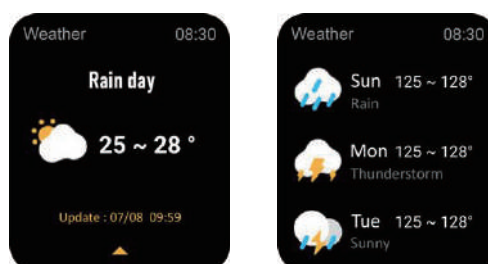 Weather 08:30
Rain day
25 ~ 28 °
Update : 07/08 09:59
Weather 08:30
Sun 125 ~ 128°
Rain
Mon 125 ~ 128°
Thunderstorm
Tue 125 ~ 128°
Sunny